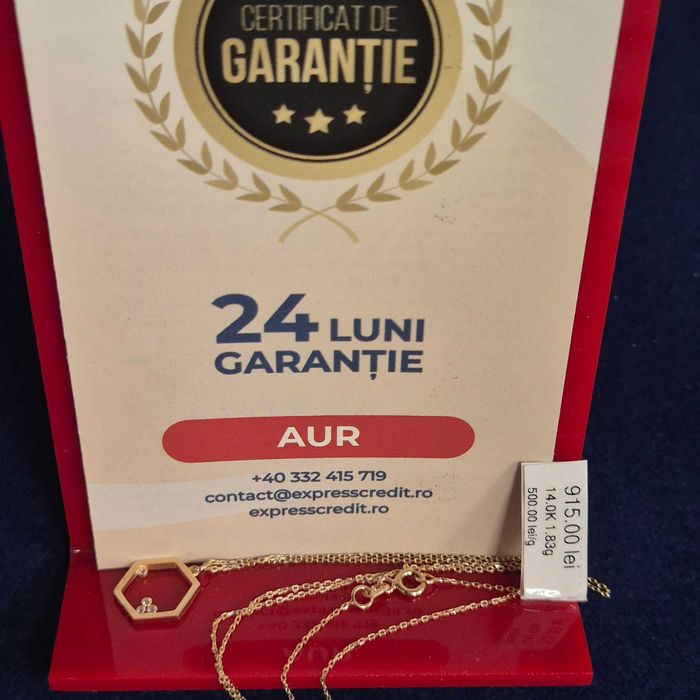 CERTIFICAT DE
GARANȚIE
24 LUNI
GARANȚIE
AUR
+40 332 415 719
contact@expresscredit.ro
expresscredit.ro
915.00 lei
14.0K 1.83g
500.00 lei/g